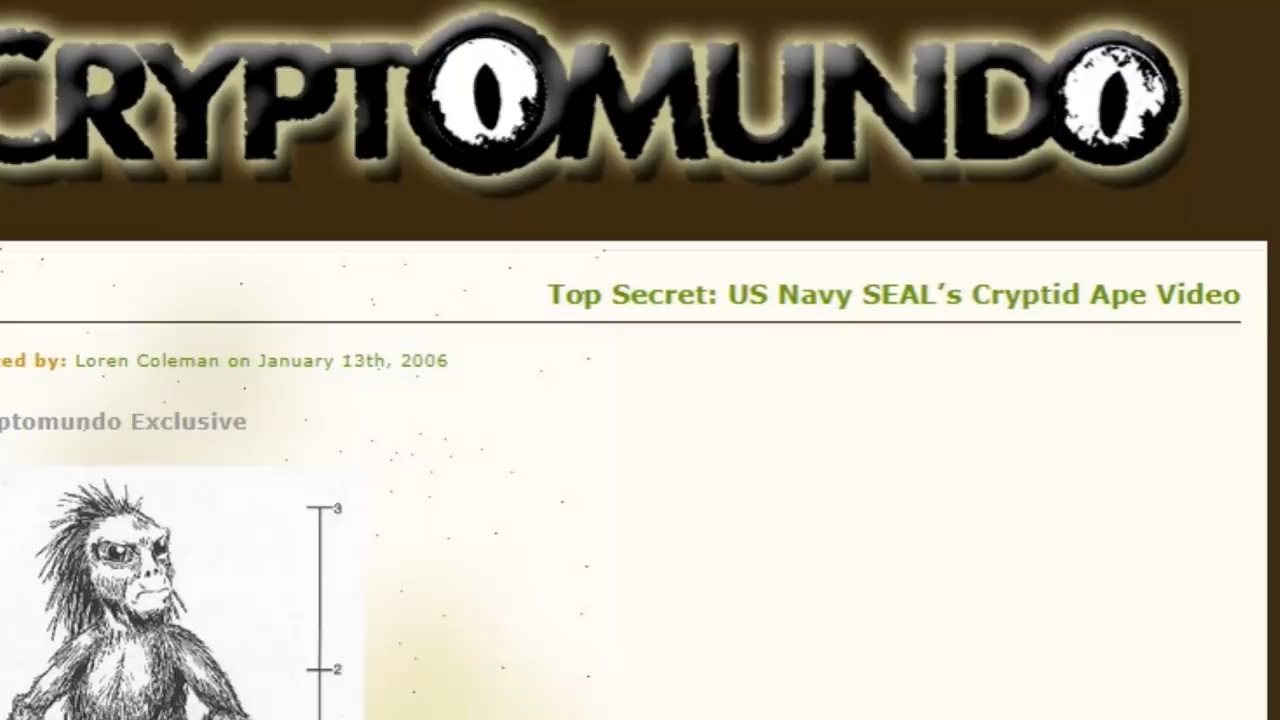 CRYPTOMUNDO
Top Secret: US Navy SEAL’s Cryptid Ape Video
ed by: Loren Coleman on January 13th, 2006
ptomundo Exclusive
3
2